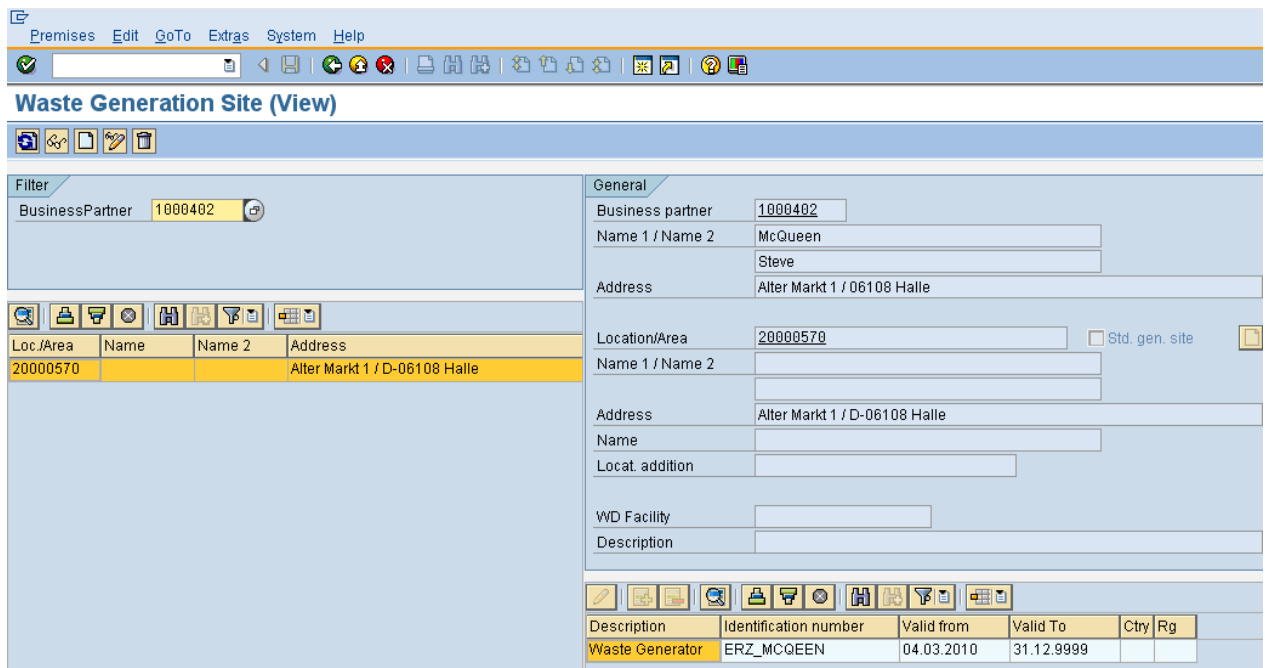 Premises Edit GoTo Extras System Help
Waste Generation Site (View)
Filter
BusinessPartner 1000402
Loc./Area Name Name 2 Address
20000570 Alter Markt 1 / D-06108 Halle
General
Business partner 1000402
Name 1 / Name 2 McQueen
Steve
Address Alter Markt 1 / 06108 Halle
Location/Area 20000570 Std. gen. site
Name 1 / Name 2
Address Alter Markt 1 / D-06108 Halle
Name
Locat. addition
WD Facility
Description
Description Identification number Valid from Valid To Ctry Rg
Waste Generator ERZ_MCQEEN 04.03.2010 31.12.9999